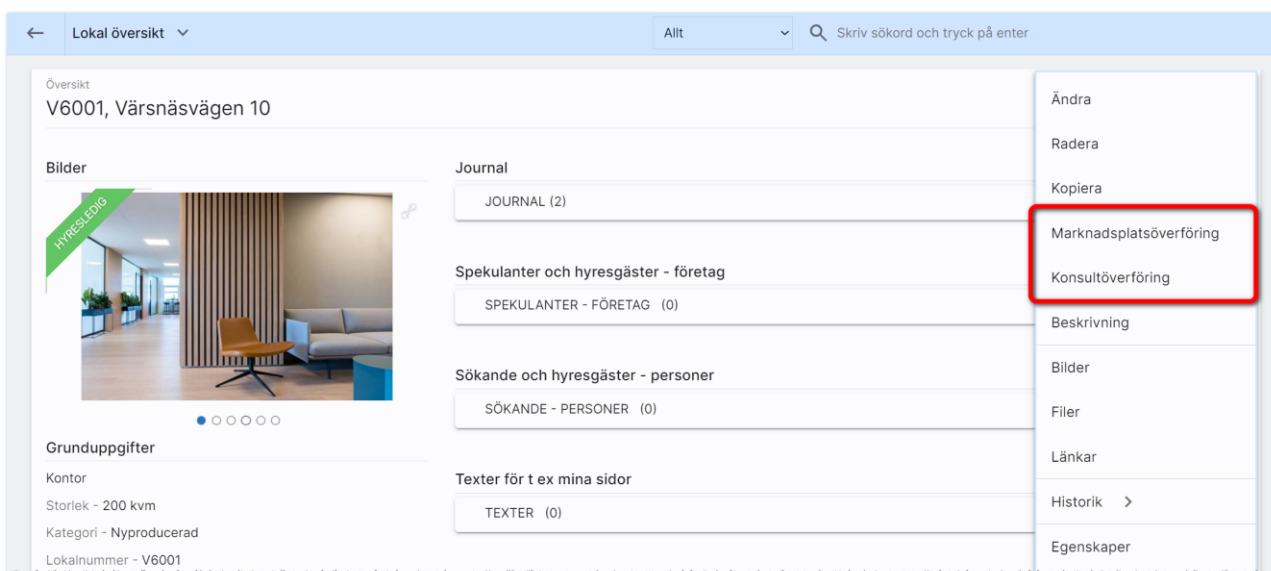 Lokal översikt
Allt
Skriv sökord och tryck på enter
Översikt
V6001, Värsnäsvägen 10
Bilder
HYRESLEDIG
Grunduppgifter
Kontor
Storlek - 200 kvm
Kategori - Nyproducerad
Lokalnummer - V6001
Journal
JOURNAL (2)
Spekulanter och hyresgäster - företag
SPEKULANTER - FÖRETAG (0)
Sökande och hyresgäster - personer
SÖKANDE - PERSONER (0)
Texter för t ex mina sidor
TEXTER (0)
Ändra
Radera
Kopiera
Marknadsplatsöverföring
Konsultöverföring
Beskrivning
Bilder
Filer
Länkar
Historik
Egenskaper